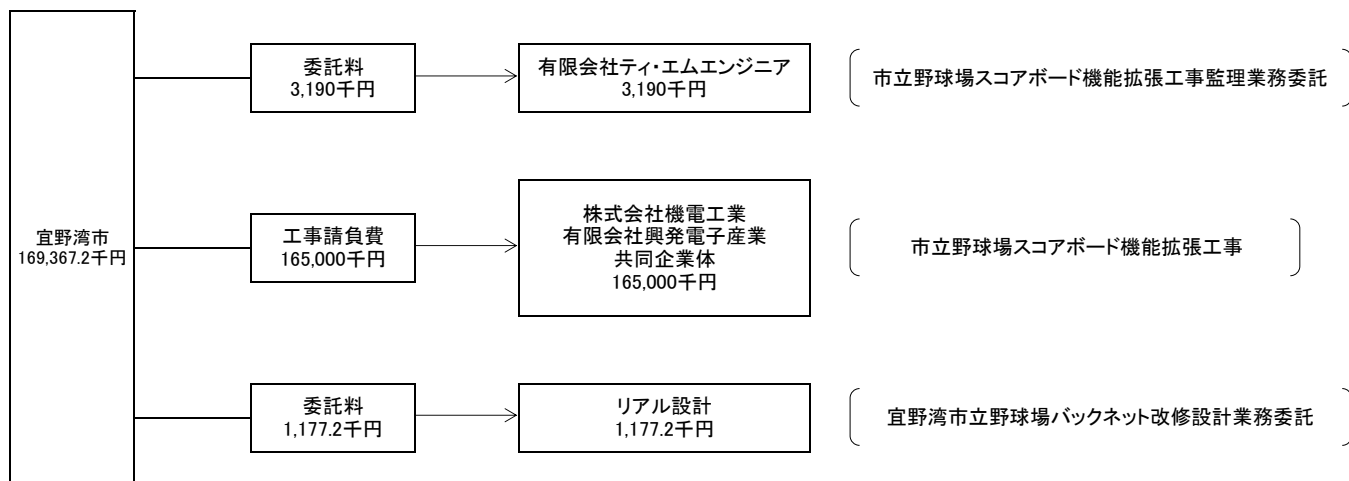 宜野湾市
169,367.2千円
委託料
3,190千円
有限会社ティ・エムエンジニア
3,190千円
市立野球場スコアボード機能拡張工事監理業務委託
工事請負費
165,000千円
株式会社機電工業
有限会社興発電子産業
共同企業体
165,000千円
市立野球場スコアボード機能拡張工事
委託料
1,177.2千円
リアル設計
1,177.2千円
宜野湾市立野球場バックネット改修設計業務委託